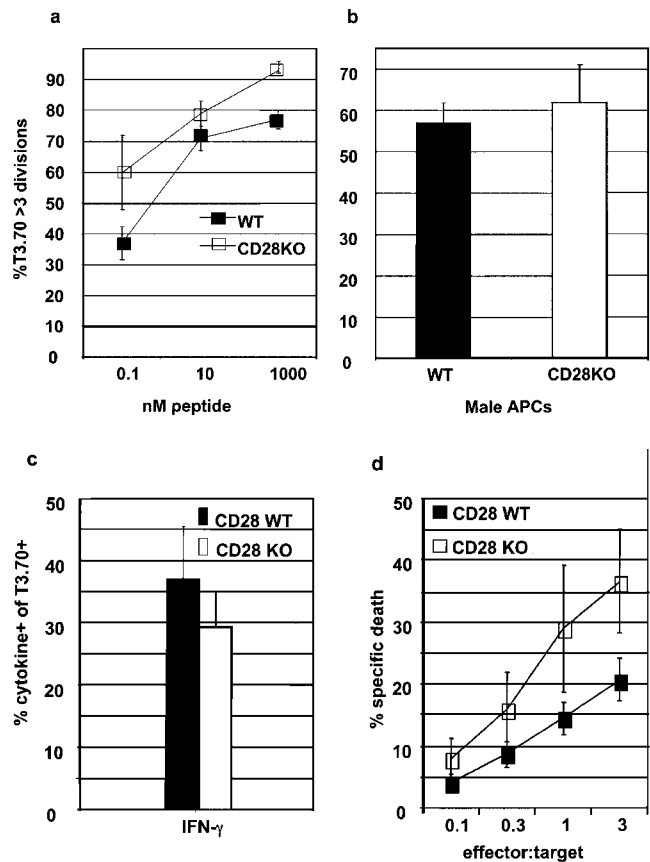 a
%T3.70 >3 divisions
90
80
70
60
50
40
30
20
10
0
WT
CD28KO
0.1 10 1000
nM peptide
b
70
60
50
40
30
20
10
0
WT CD28KO
Male APCs
c
% cytokine+ of T3.70+
50
40
30
20
10
0
CD28 WT
CD28 KO
IFN-γ
d
% specific death
50
40
30
20
10
0
CD28 WT
CD28 KO
0.1 0.3 1 3
effector:target